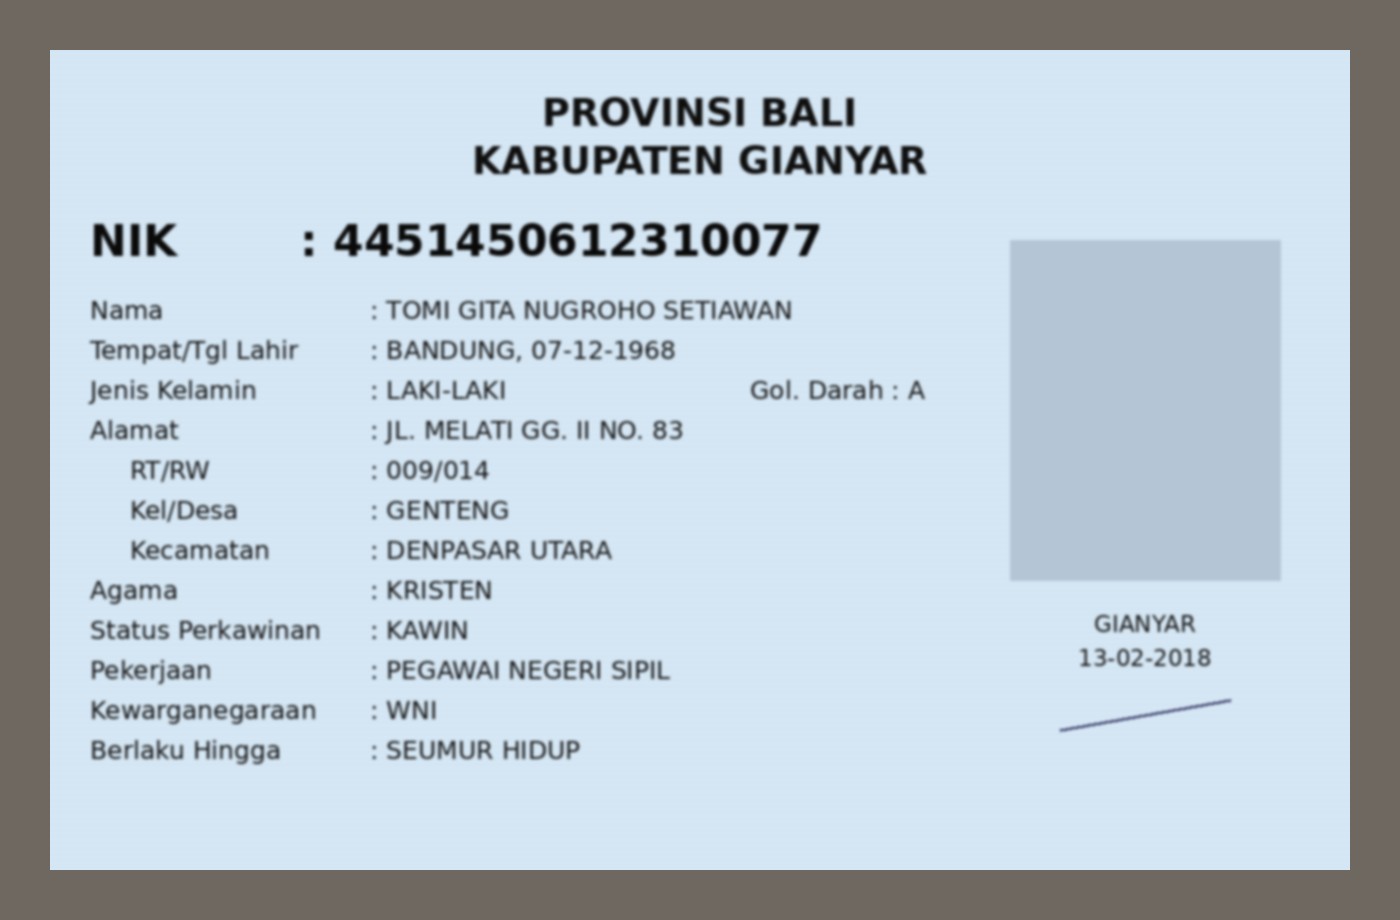 PROVINSI BALI
KABUPATEN GIANYAR
NIK : 4451450612310077
Nama : TOMI GITA NUGROHO SETIAWAN
Tempat/Tgl Lahir : BANDUNG, 07-12-1968
Jenis Kelamin : LAKI-LAKI Gol. Darah : A
Alamat : JL. MELATI GG. II NO. 83
RT/RW : 009/014
Kel/Desa : GENTENG
Kecamatan : DENPASAR UTARA
Agama : KRISTEN
Status Perkawinan : KAWIN
Pekerjaan : PEGAWAI NEGERI SIPIL
Kewarganegaraan : WNI
Berlaku Hingga : SEUMUR HIDUP
GIANYAR
13-02-2018